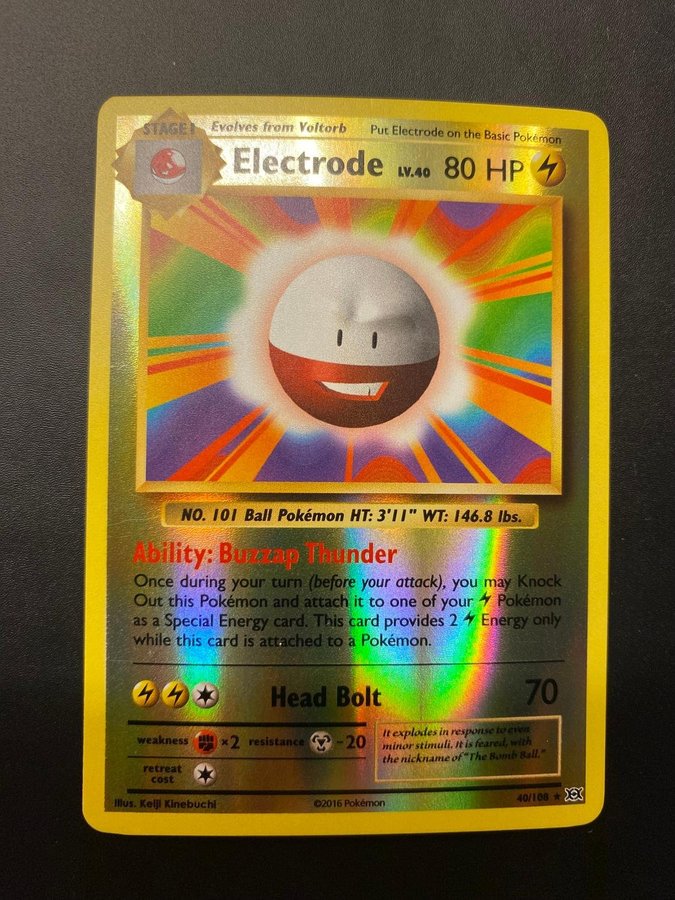 STAGE 1 Evolves from Voltorb Put Electrode on the Basic Pokémon
Electrode LV.40 80 HP
NO. 101 Ball Pokémon HT: 3'11" WT: 146.8 lbs.
Ability: Buzzap Thunder
Once during your turn (before your attack), you may Knock
Out this Pokémon and attach it to one of your Pokémon
as a Special Energy card. This card provides 2 Energy only
while this card is attached to a Pokémon.
Head Bolt 70
weakness ×2 resistance -20
It explodes in response to even
minor stimuli. It is feared, with
the nickname of "The Bomb Ball."
retreat
cost
Illus. Keiji Kinebuchi ©2016 Pokémon 40/108